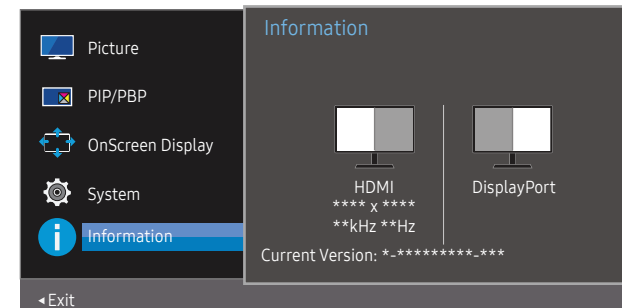 Picture
PIP/PBP
OnScreen Display
System
Information
◂Exit
Information
HDMI
**** x ****
**kHz **Hz
DisplayPort
Current Version: *-*********-***